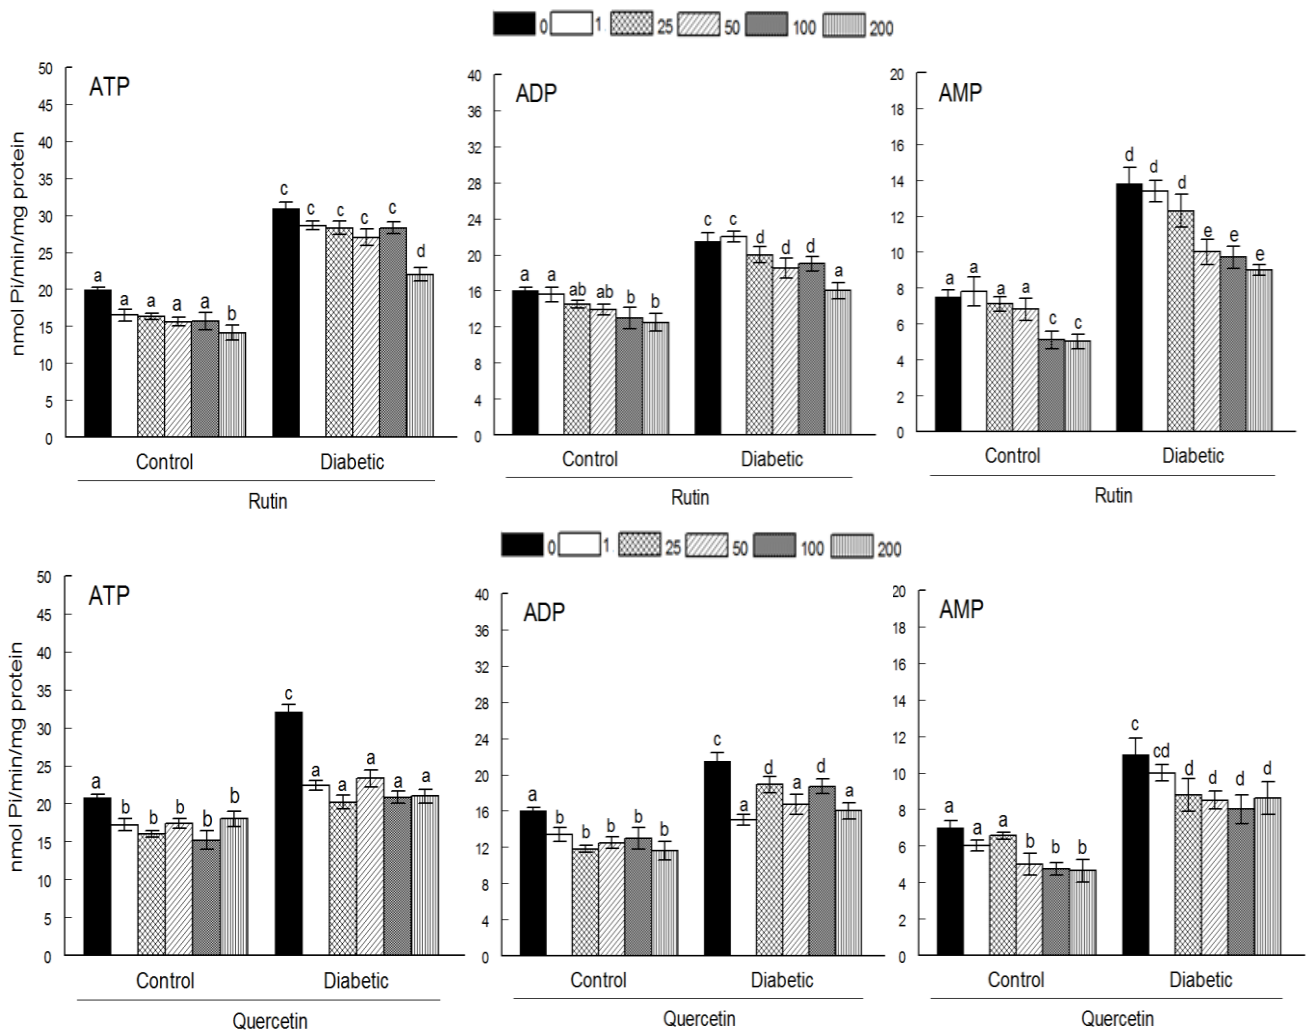 0 1 25 50 100 200
ATP
ADP
AMP
nmol Pi/min/mg protein
50
45
40
35
30
25
20
15
10
5
0
a a a a a b
c c c c c d
Control Diabetic
Rutin
40
36
32
28
24
20
16
12
8
4
0
a a ab ab b b
c c d d d a
Control Diabetic
Rutin
20
18
16
14
12
10
8
6
4
2
0
a a a a c c
d d d e e e
Control Diabetic
Rutin
0 1 25 50 100 200
ATP
ADP
AMP
nmol Pi/min/mg protein
50
45
40
35
30
25
20
15
10
5
0
a b b b b b
c a a a a a
Control Diabetic
Quercetin
40
36
32
28
24
20
16
12
8
4
0
a b b b b b
c a d a d a
Control Diabetic
Quercetin
20
18
16
14
12
10
8
6
4
2
0
a a a b b b
c cd d d d d
Control Diabetic
Quercetin